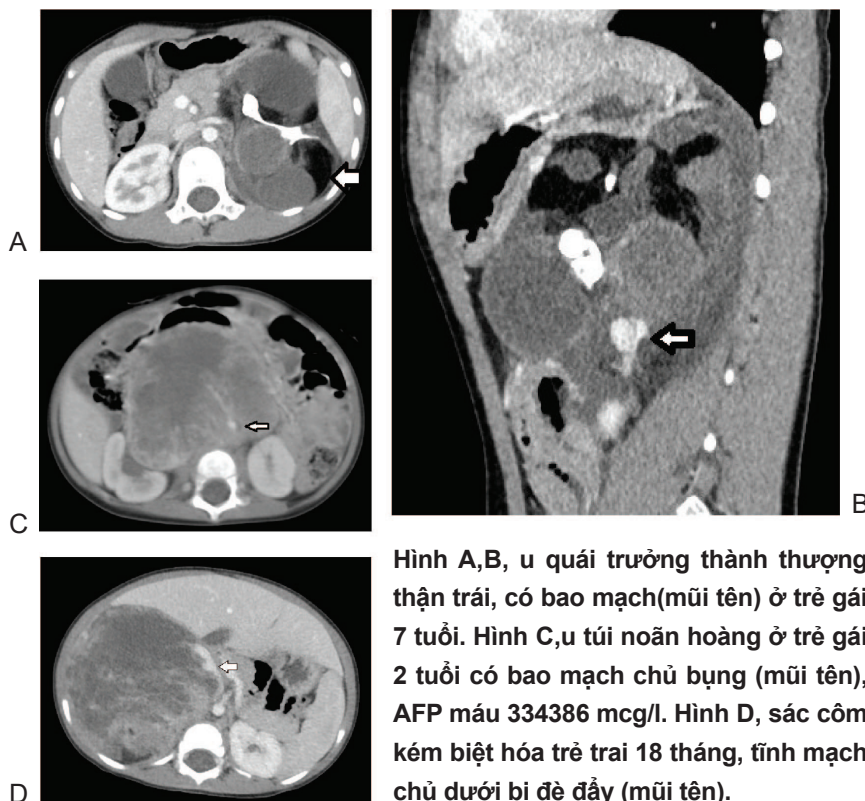 A
B
C
D
Hình A,B, u quái trưởng thành thượng
thận trái, có bao mạch(mũi tên) ở trẻ gái
7 tuổi. Hình C,u túi noãn hoàng ở trẻ gái
2 tuổi có bao mạch chủ bụng (mũi tên),
AFP máu 334386 mcg/l. Hình D, sác côm
kém biệt hóa trẻ trai 18 tháng, tĩnh mạch
chủ dưới bị đè đẩy (mũi tên).